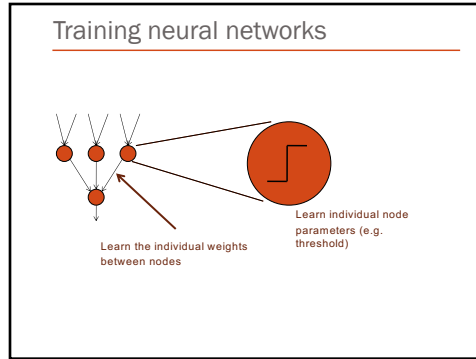 Training neural networks
Learn individual node
parameters (e.g.
threshold)
Learn the individual weights
between nodes